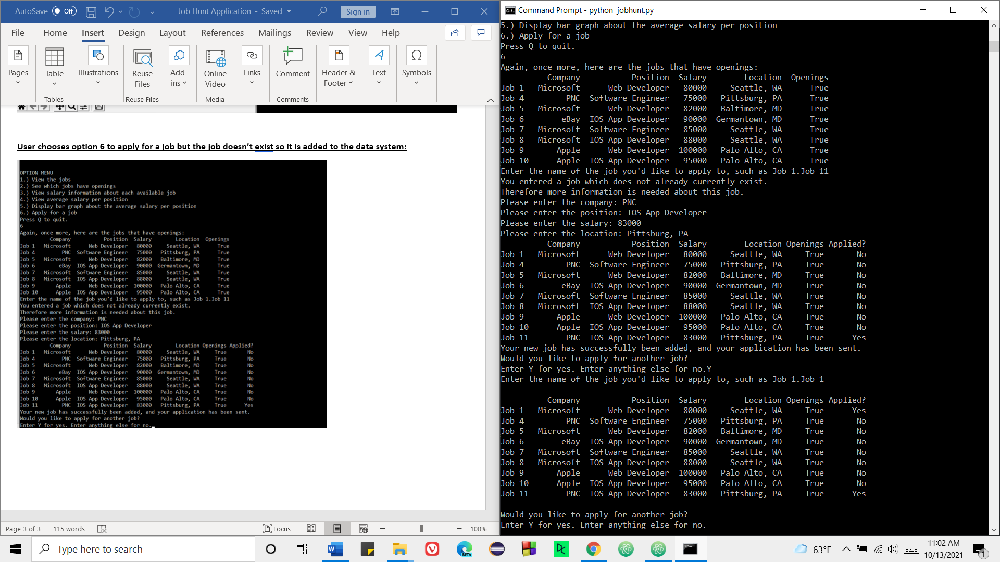 AutoSave Off Job Hunt Application - Saved Sign in
File Home Insert Design Layout References Mailings Review View Help
Pages Table Illustrations Reuse Files Add-ins Online Video Links Comment Header & Footer Text Symbols
Tables Reuse Files Media Comments
User chooses option 6 to apply for a job but the job doesn't exist so it is added to the data system:
OPTION MENU
1.) View the jobs
2.) See which jobs have openings
3.) View salary information about each available job
4.) View average salary per position
5.) Display bar graph about the average salary per position
6.) Apply for a job
Press Q to quit.
6
Again, once more, here are the jobs that have openings:
Company Position Salary Location Openings
Job 1 Microsoft Web Developer 80000 Seattle, WA True
Job 4 PNC Software Engineer 75000 Pittsburg, PA True
Job 5 Microsoft Web Developer 82000 Baltimore, MD True
Job 6 eBay IOS App Developer 90000 Germantown, MD True
Job 7 Microsoft Software Engineer 85000 Seattle, WA True
Job 8 Microsoft IOS App Developer 88000 Seattle, WA True
Job 9 Apple Web Developer 100000 Palo Alto, CA True
Job 10 Apple IOS App Developer 95000 Palo Alto, CA True
Enter the name of the job you'd like to apply to, such as Job 1.Job 11
You entered a job which does not already currently exist.
Therefore more information is needed about this job.
Please enter the company: PNC
Please enter the position: IOS App Developer
Please enter the salary: 83000
Please enter the location: Pittsburg, PA
Company Position Salary Location Openings Applied?
Job 1 Microsoft Web Developer 80000 Seattle, WA True No
Job 4 PNC Software Engineer 75000 Pittsburg, PA True No
Job 5 Microsoft Web Developer 82000 Baltimore, MD True No
Job 6 eBay IOS App Developer 90000 Germantown, MD True No
Job 7 Microsoft Software Engineer 85000 Seattle, WA True No
Job 8 Microsoft IOS App Developer 88000 Seattle, WA True No
Job 9 Apple Web Developer 100000 Palo Alto, CA True No
Job 10 Apple IOS App Developer 95000 Palo Alto, CA True No
Job 11 PNC IOS App Developer 83000 Pittsburg, PA True Yes
Your new job has successfully been added, and your application has been sent.
Would you like to apply for another job?
Enter Y for yes. Enter anything else for no.
Page 3 of 3 115 words Focus 100%
Command Prompt - python jobhunt.py
5.) Display bar graph about the average salary per position
6.) Apply for a job
Press Q to quit.
6
Again, once more, here are the jobs that have openings:
Company Position Salary Location Openings
Job 1 Microsoft Web Developer 80000 Seattle, WA True
Job 4 PNC Software Engineer 75000 Pittsburg, PA True
Job 5 Microsoft Web Developer 82000 Baltimore, MD True
Job 6 eBay IOS App Developer 90000 Germantown, MD True
Job 7 Microsoft Software Engineer 85000 Seattle, WA True
Job 8 Microsoft IOS App Developer 88000 Seattle, WA True
Job 9 Apple Web Developer 100000 Palo Alto, CA True
Job 10 Apple IOS App Developer 95000 Palo Alto, CA True
Enter the name of the job you'd like to apply to, such as Job 1.Job 11
You entered a job which does not already currently exist.
Therefore more information is needed about this job.
Please enter the company: PNC
Please enter the position: IOS App Developer
Please enter the salary: 83000
Please enter the location: Pittsburg, PA
Company Position Salary Location Openings Applied?
Job 1 Microsoft Web Developer 80000 Seattle, WA True No
Job 4 PNC Software Engineer 75000 Pittsburg, PA True No
Job 5 Microsoft Web Developer 82000 Baltimore, MD True No
Job 6 eBay IOS App Developer 90000 Germantown, MD True No
Job 7 Microsoft Software Engineer 85000 Seattle, WA True No
Job 8 Microsoft IOS App Developer 88000 Seattle, WA True No
Job 9 Apple Web Developer 100000 Palo Alto, CA True No
Job 10 Apple IOS App Developer 95000 Palo Alto, CA True No
Job 11 PNC IOS App Developer 83000 Pittsburg, PA True Yes
Your new job has successfully been added, and your application has been sent.
Would you like to apply for another job?
Enter Y for yes. Enter anything else for no.Y
Enter the name of the job you'd like to apply to, such as Job 1.Job 1
Company Position Salary Location Openings Applied?
Job 1 Microsoft Web Developer 80000 Seattle, WA True Yes
Job 4 PNC Software Engineer 75000 Pittsburg, PA True No
Job 5 Microsoft Web Developer 82000 Baltimore, MD True No
Job 6 eBay IOS App Developer 90000 Germantown, MD True No
Job 7 Microsoft Software Engineer 85000 Seattle, WA True No
Job 8 Microsoft IOS App Developer 88000 Seattle, WA True No
Job 9 Apple Web Developer 100000 Palo Alto, CA True No
Job 10 Apple IOS App Developer 95000 Palo Alto, CA True No
Job 11 PNC IOS App Developer 83000 Pittsburg, PA True Yes
Would you like to apply for another job?
Enter Y for yes. Enter anything else for no.
Type here to search BETA 63°F 11:02 AM
10/13/2021 1